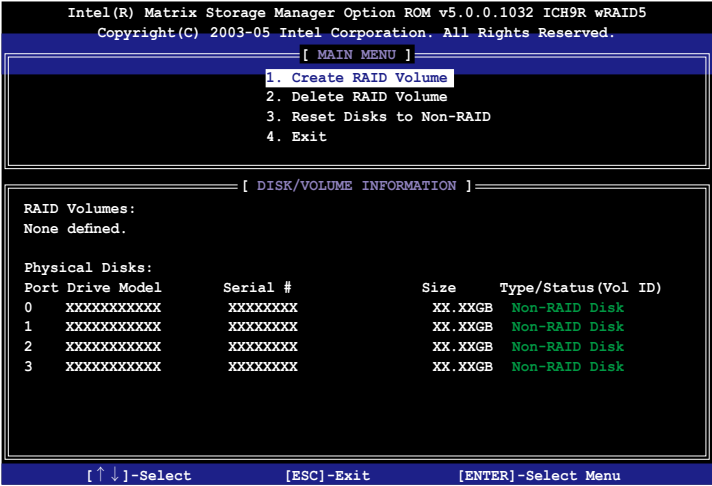 Intel(R) Matrix Storage Manager Option ROM v5.0.0.1032 ICH9R wRAID5
Copyright(C) 2003-05 Intel Corporation. All Rights Reserved.
[ MAIN MENU ]
1. Create RAID Volume
2. Delete RAID Volume
3. Reset Disks to Non-RAID
4. Exit
[ DISK/VOLUME INFORMATION ]
RAID Volumes:
None defined.
Physical Disks:
Port Drive Model Serial # Size Type/Status(Vol ID)
0 XXXXXXXXXXX XXXXXXXX XX.XXGB Non-RAID Disk
1 XXXXXXXXXXX XXXXXXXX XX.XXGB Non-RAID Disk
2 XXXXXXXXXXX XXXXXXXX XX.XXGB Non-RAID Disk
3 XXXXXXXXXXX XXXXXXXX XX.XXGB Non-RAID Disk
[↑↓]-Select [ESC]-Exit [ENTER]-Select Menu